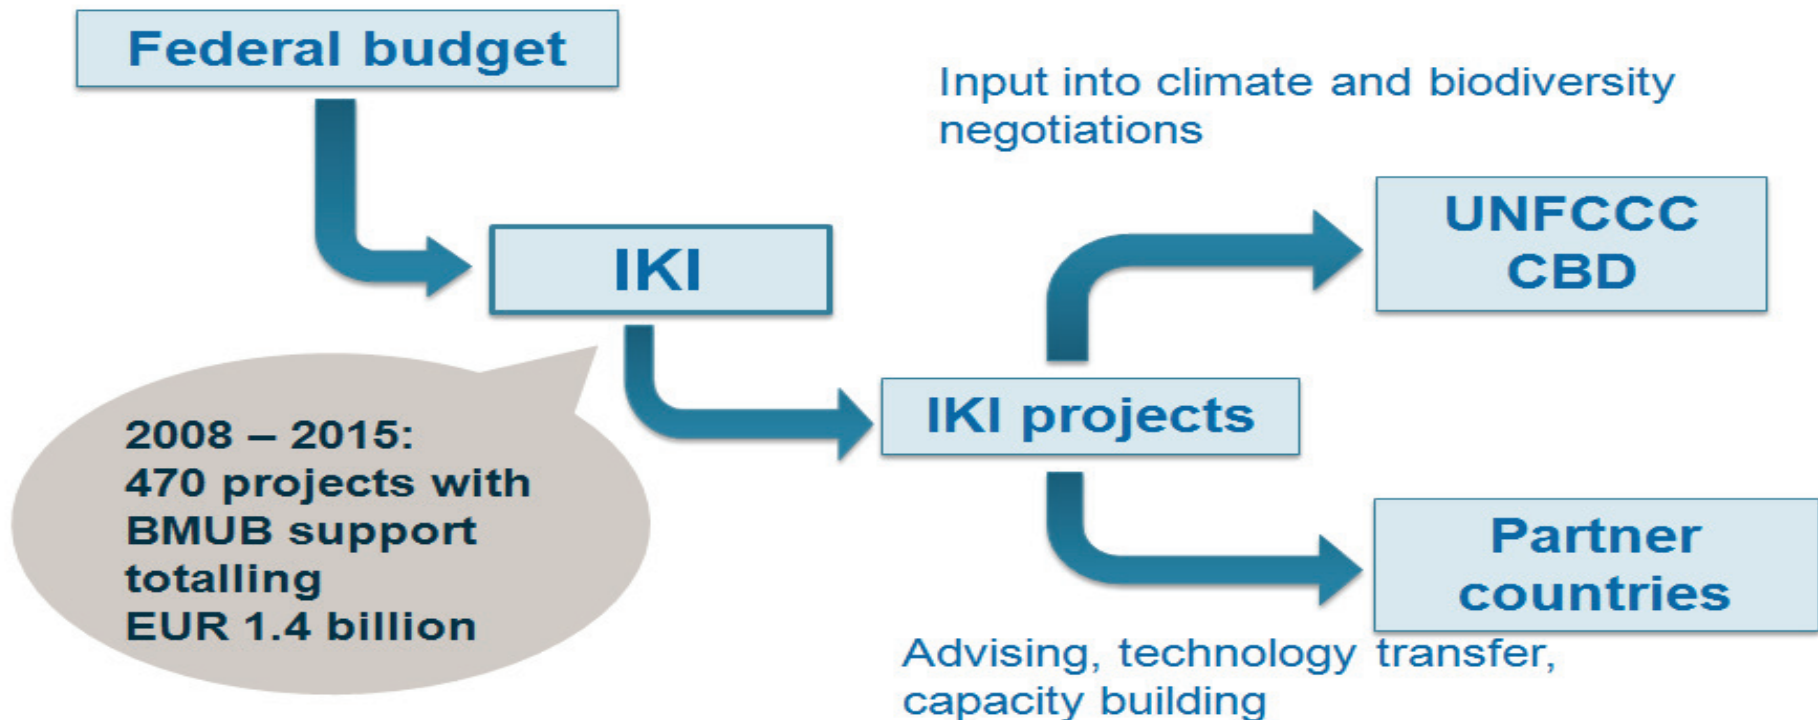 Federal budget
Input into climate and biodiversity
negotiations
UNFCCC
CBD
IKI
IKI projects
2008 – 2015:
470 projects with
BMUB support
totalling
EUR 1.4 billion
Partner
countries
Advising, technology transfer,
capacity building